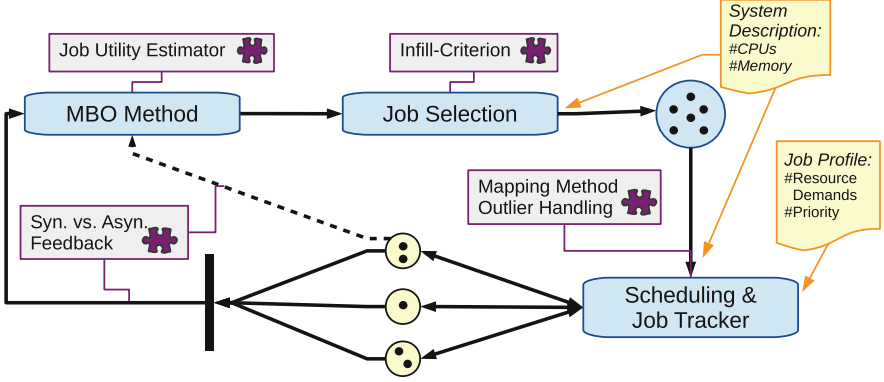 System
Description:
#CPUs
#Memory
Job Utility Estimator
Infill-Criterion
MBO Method
Job Selection
Job Profile:
#Resource
Demands
#Priority
Mapping Method
Outlier Handling
Syn. vs. Asyn.
Feedback
Scheduling &
Job Tracker